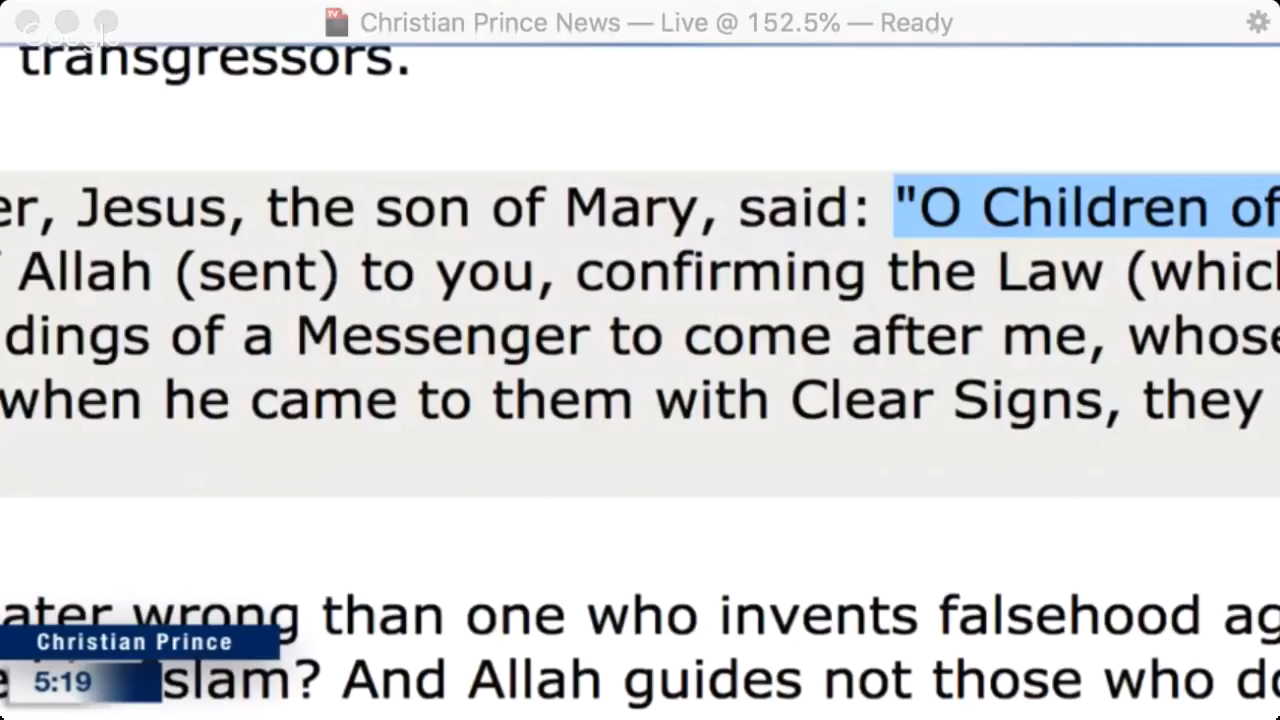 Christian Prince News — Live @ 152.5% — Ready
Google
transgressors.
er, Jesus, the son of Mary, said: "O Children of
Allah (sent) to you, confirming the Law (which
dings of a Messenger to come after me, whose
when he came to them with Clear Signs, they
ater wrong than one who invents falsehood ag
Christian Prince
5:19
slam? And Allah guides not those who do